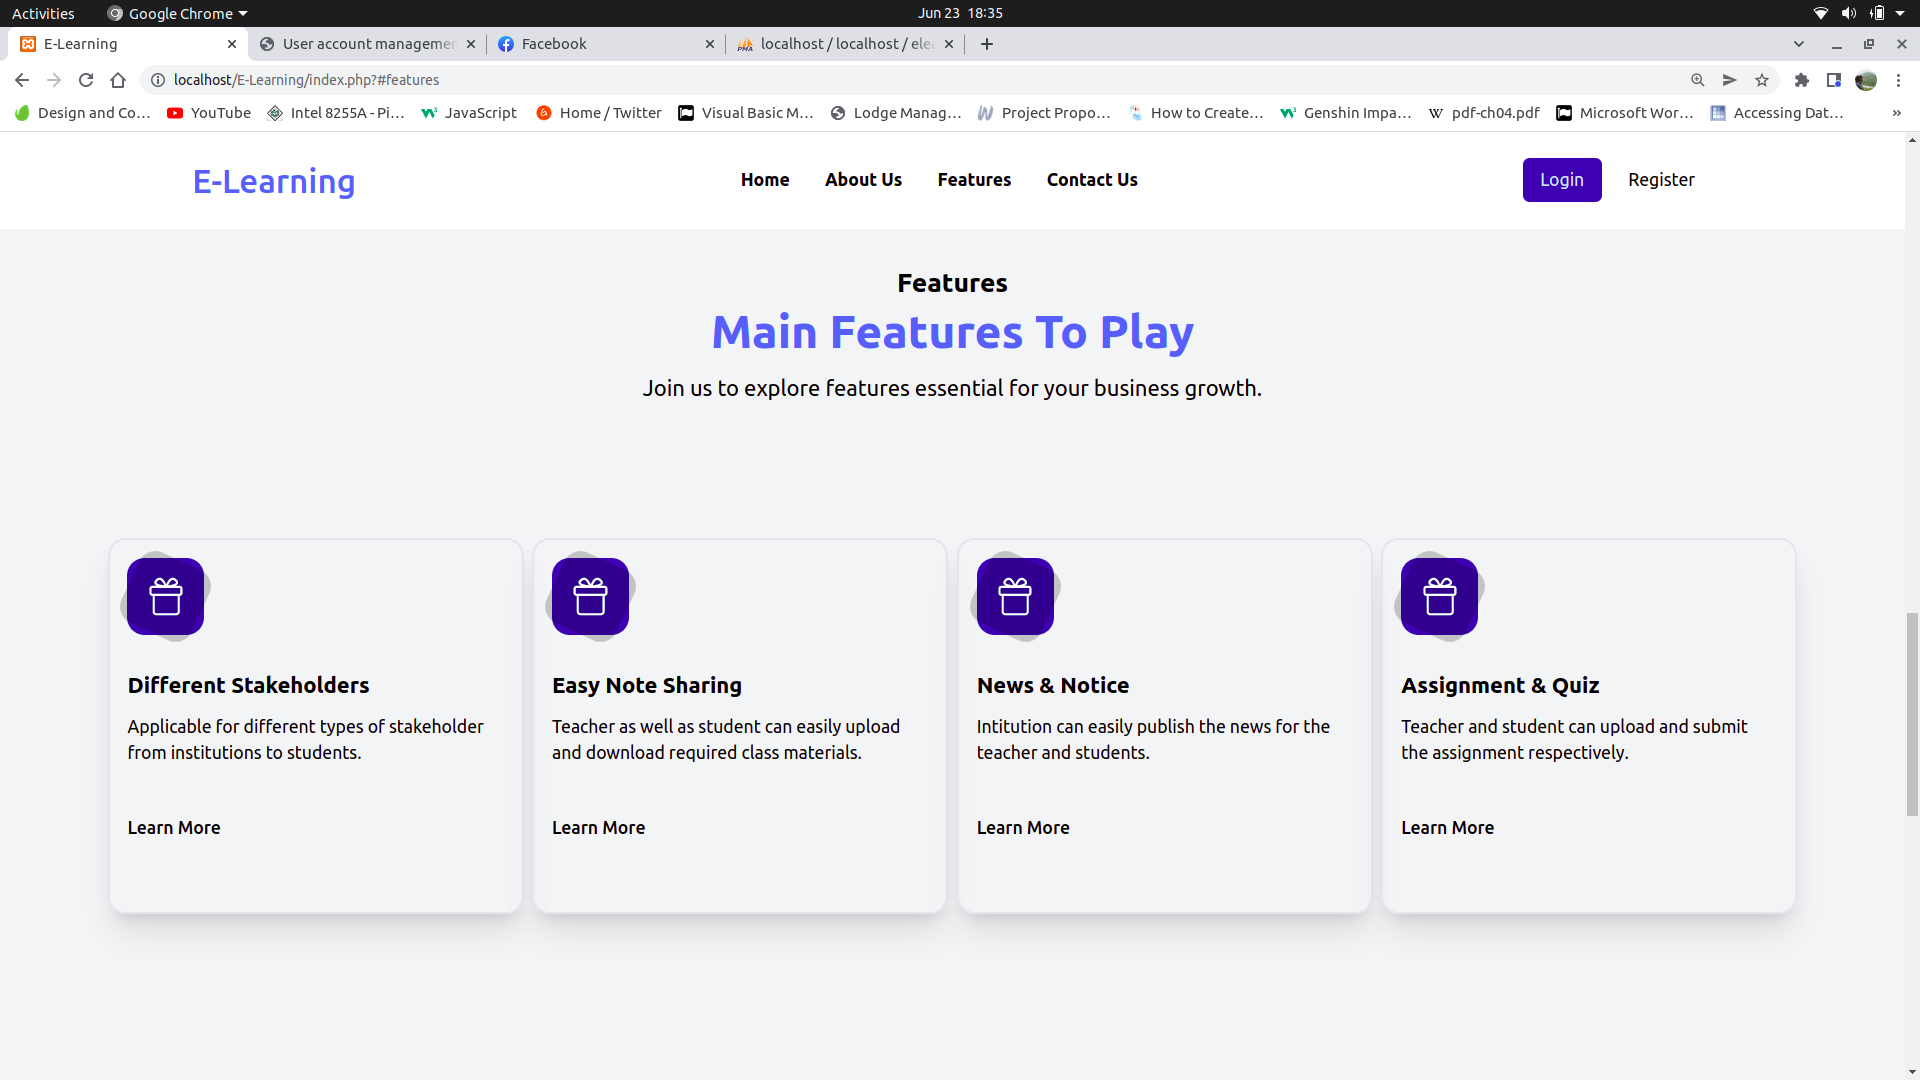 Activities
Google Chrome
Jun 23 18:35
E-Learning
User account managemen
Facebook
localhost / localhost / elea
localhost/E-Learning/index.php?#features
Design and Co…
YouTube
Intel 8255A - Pi…
JavaScript
Home / Twitter
Visual Basic M…
Lodge Manag…
Project Propo…
How to Create…
Genshin Impa…
pdf-ch04.pdf
Microsoft Wor…
Accessing Dat…
»
E-Learning
Home
About Us
Features
Contact Us
Login
Register
Features
Main Features To Play
Join us to explore features essential for your business growth.
Different Stakeholders
Applicable for different types of stakeholder
from institutions to students.
Learn More
Easy Note Sharing
Teacher as well as student can easily upload
and download required class materials.
Learn More
News & Notice
Intitution can easily publish the news for the
teacher and students.
Learn More
Assignment & Quiz
Teacher and student can upload and submit
the assignment respectively.
Learn More